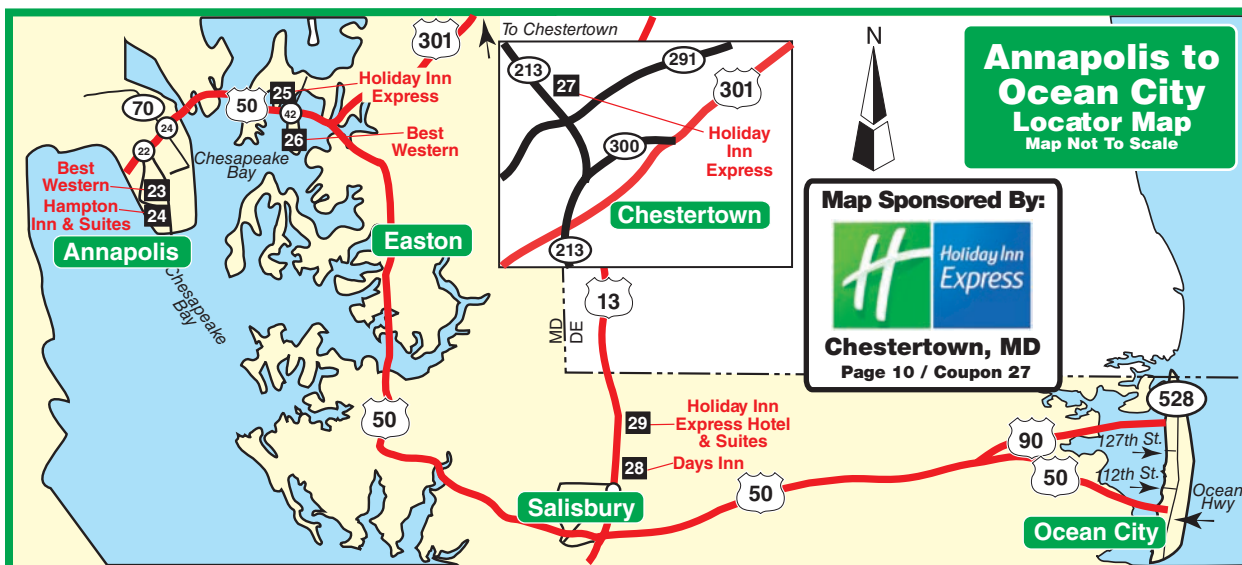 Annapolis to
Ocean City
Locator Map
Map Not To Scale
N
Map Sponsored By:
H
Holiday Inn
Express
Chestertown, MD
Page 10 / Coupon 27
To Chestertown
213
291
27
301
300
Holiday
Inn
Express
Chestertown
213
301
70
50
25
Holiday Inn
Express
24
42
22
26
Best
Western
Chesapeake
Bay
Best
Western
23
Hampton
Inn & Suites
24
Annapolis
Easton
Chesapeake
Bay
13
MD
DE
50
29
Holiday Inn
Express Hotel
& Suites
28
Days Inn
Salisbury
50
528
90
127th St.
50
112th St.
Ocean
Hwy
Ocean City